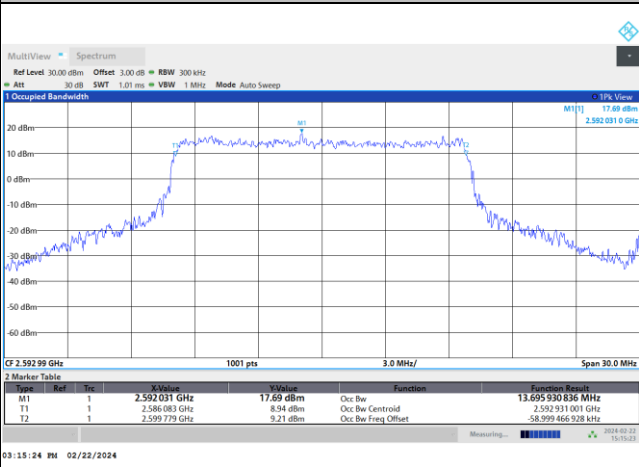 MultiView Spectrum
Ref Level 30.00 dBm Offset 3.00 dB RBW 300 kHz
Att 30 dB SWT 1.01 ms VBW 1 MHz Mode Auto Sweep
1 Occupied Bandwidth 1Pk View
M1[1] 17.69 dBm
2.592 031 0 GHz
M1
20 dBm
T1 T2
10 dBm
0 dBm
-10 dBm
-20 dBm
-30 dBm
-40 dBm
-50 dBm
-60 dBm
CF 2.592 99 GHz 1001 pts 3.0 MHz/ Span 30.0 MHz
2 Marker Table
Type Ref Trc X-Value Y-Value Function Function Result
M1 1 2.592 031 GHz 17.69 dBm Occ Bw 13.695 930 836 MHz
T1 1 2.586 083 GHz 8.94 dBm Occ Bw Centroid 2.592 931 001 GHz
T2 1 2.599 779 GHz 9.21 dBm Occ Bw Freq Offset -58.999 466 928 kHz
Measuring... 2024-02-22
15:15:23
03:15:24 PM 02/22/2024